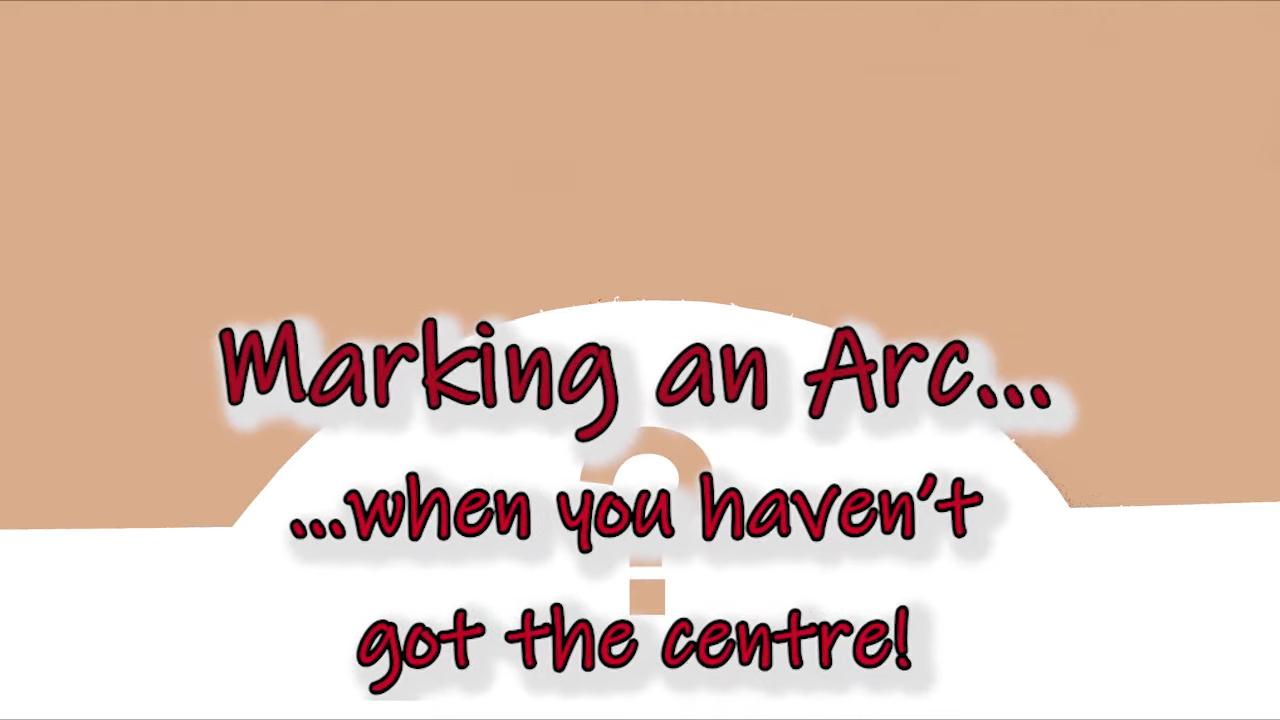 Marking an Arc...
...when you haven't
?
got the centre!